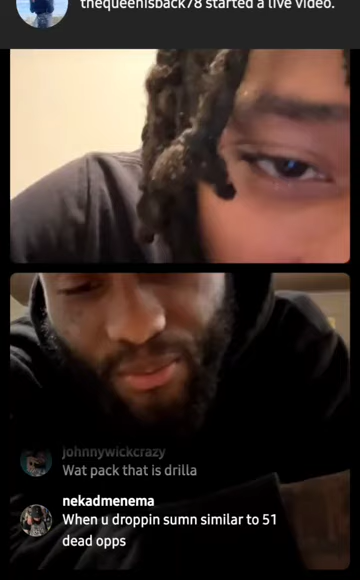 thequeenisback78 started a live video.
johnnywickcrazy
Wat pack that is drilla
nekadmenema
When u droppin sumn similar to 51
dead opps